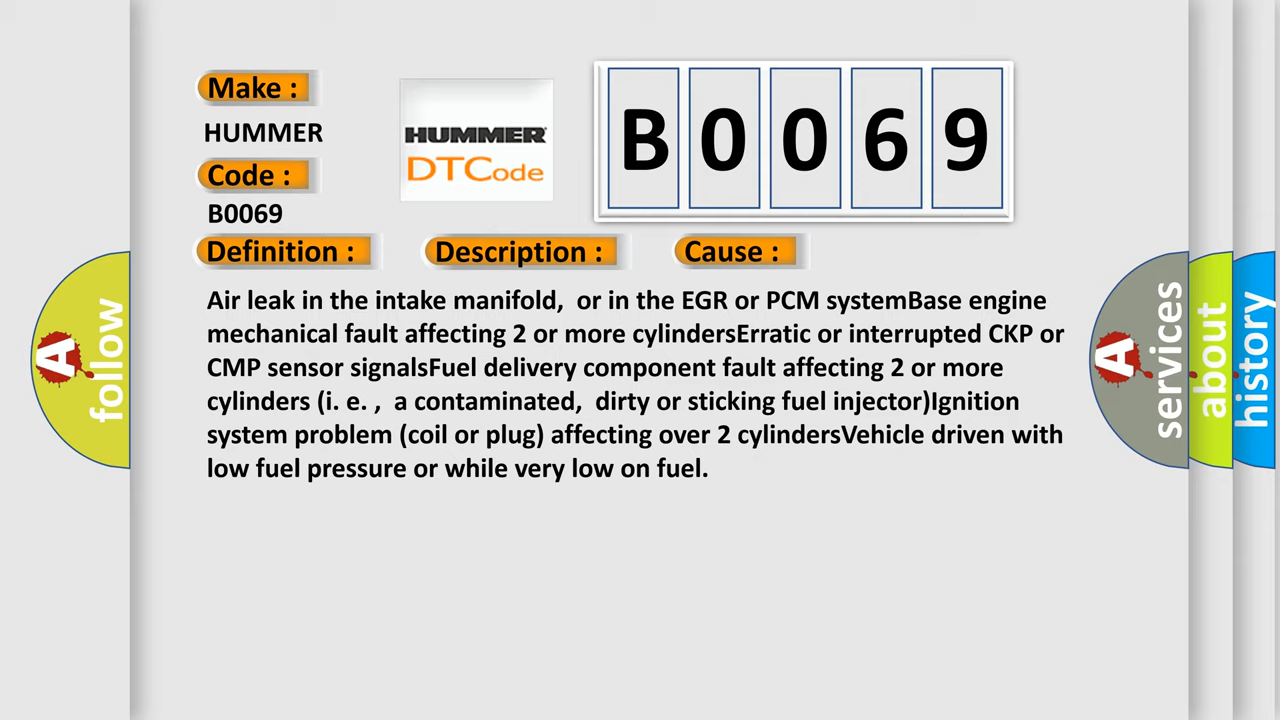 Make :
HUMMER
Code :
B0069
HUMMER
DTCode
B0069
Definition :
Description :
Cause :
Air leak in the intake manifold,  or in the EGR or PCM systemBase engine
mechanical fault affecting 2 or more cylindersErratic or interrupted CKP or
CMP sensor signalsFuel delivery component fault affecting 2 or more
cylinders (i.e. ,  a contaminated,  dirty or sticking fuel injector)Ignition
system problem (coil or plug) affecting over 2 cylindersVehicle driven with
low fuel pressure or while very low on fuel.
A
follow
A
services
about
history